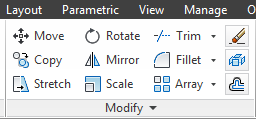 Layout Parametric View Manage
Move Rotate Trim
Copy Mirror Fillet
Stretch Scale Array
Modify